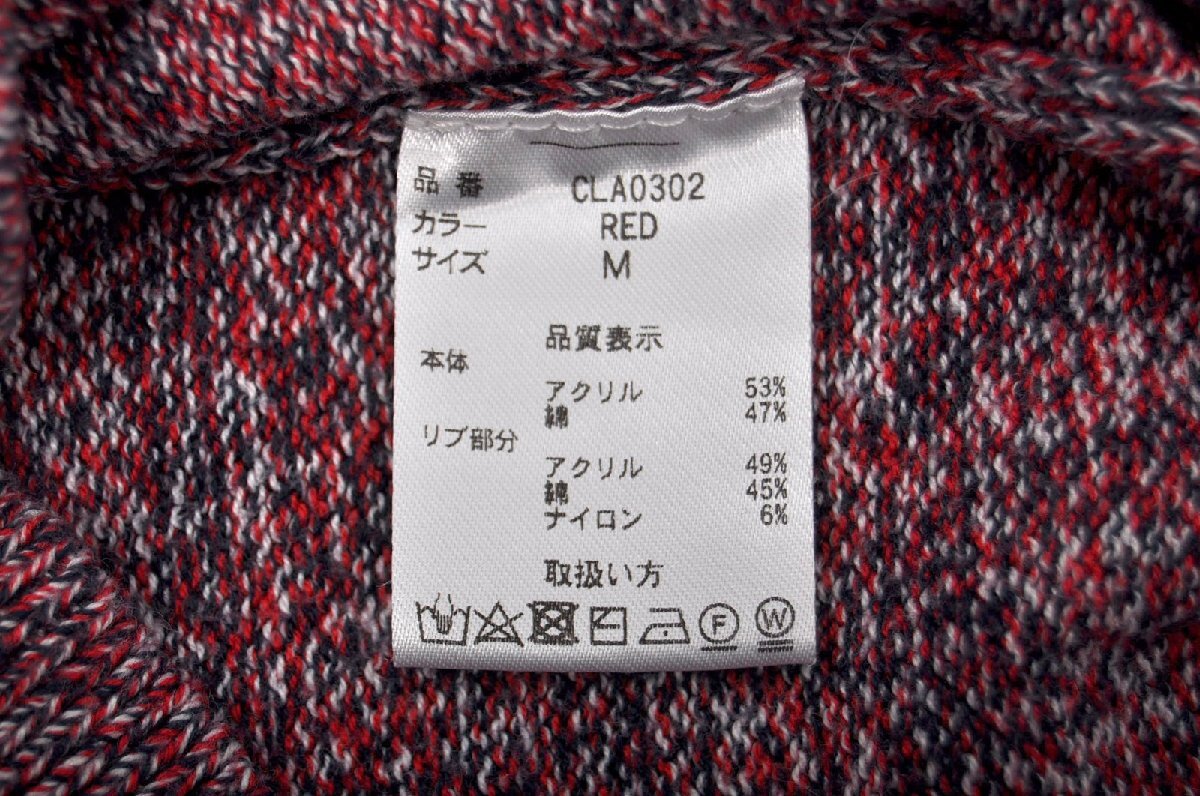 品番 CLA0302
カラー RED
サイズ M
品質表示
本体
アクリル 53%
綿 47%
リブ部分
アクリル 49%
綿 45%
ナイロン 6%
取扱い方
F W